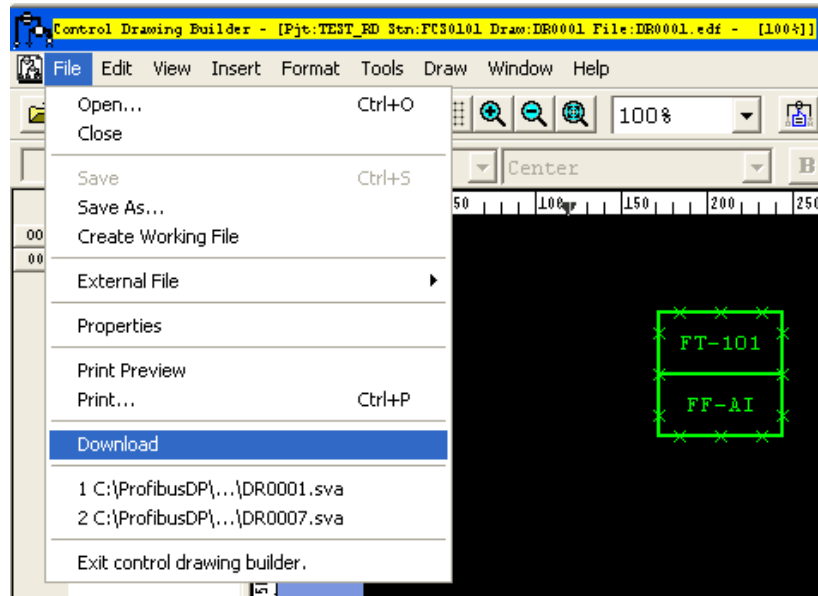 Control Drawing Builder - [Pjt:TEST_RD Stn:FCS0101 Draw:DR0001 File:DR0001.edf - [100%]]
File Edit View Insert Format Tools Draw Window Help
Open... Ctrl+O
100%
Close
Save Ctrl+S
Center B
Save As...
50 100 150 200 250
Create Working File
00
00
External File
Properties
FT-101
Print Preview
Print... Ctrl+P
FF-AI
Download
1 C:\ProfibusDP\...\DR0001.sva
2 C:\ProfibusDP\...\DR0007.sva
Exit control drawing builder.